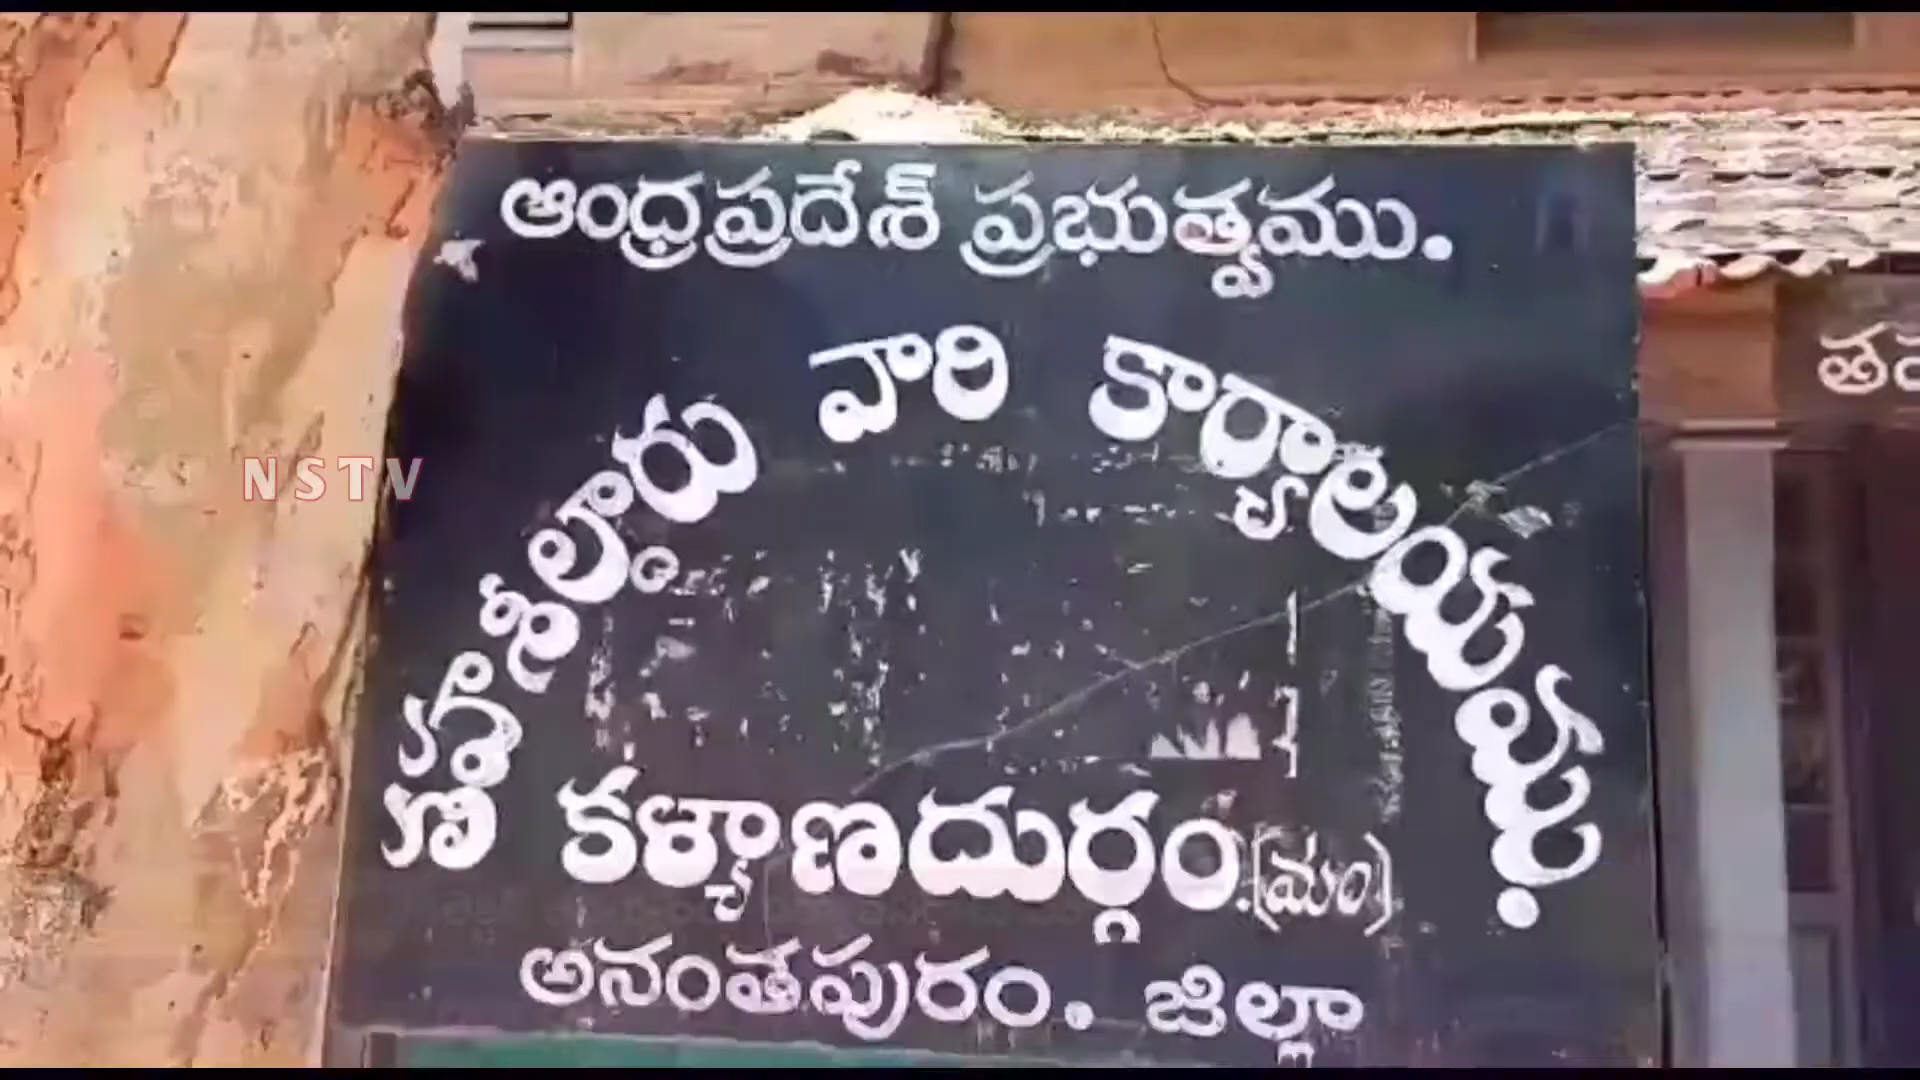 ఆంధ్రప్రదేశ్ ప్రభుత్వము.
తహశీల్దారు వారి కార్యాలయము.
కళ్యాణదుర్గం.(మం)
అనంతపురం. జిల్లా
NSTV